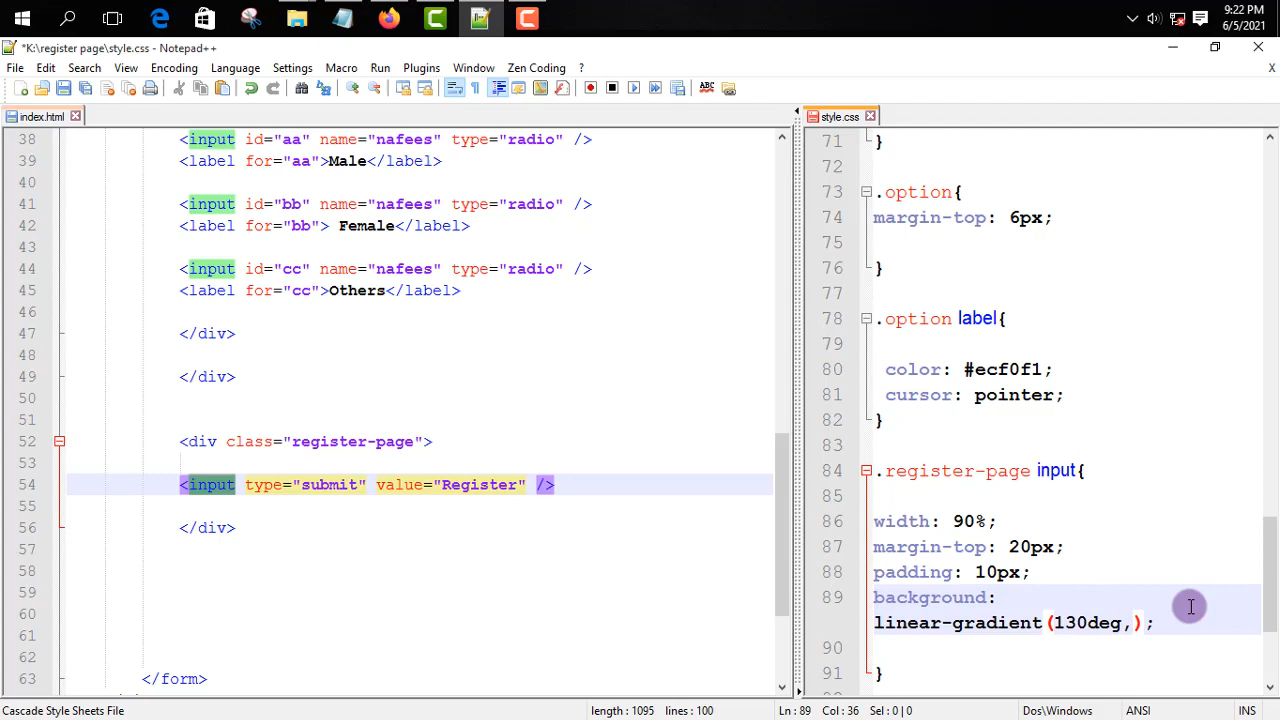 9:22 PM
6/5/2021
*K:\register page\style.css - Notepad++
File Edit Search View Encoding Language Settings Macro Run Plugins Window Zen Coding ? X
index.html
38 <input id="aa" name="nafees" type="radio" />
39 <label for="aa">Male</label>
40
41 <input id="bb" name="nafees" type="radio" />
42 <label for="bb"> Female</label>
43
44 <input id="cc" name="nafees" type="radio" />
45 <label for="cc">Others</label>
46
47 </div>
48
49 </div>
50
51
52 <div class="register-page">
53
54 <input type="submit" value="Register" />
55
56 </div>
57
58
59
60
61
62
63 </form>
style.css
71 }
72
73 .option{
74 margin-top: 6px;
75
76 }
77
78 .option label{
79
80 color: #ecf0f1;
81 cursor: pointer;
82 }
83
84 .register-page input{
85
86 width: 90%;
87 margin-top: 20px;
88 padding: 10px;
89 background:
linear-gradient(130deg,);
90
91 }
Cascade Style Sheets File length : 1095 lines : 100 Ln : 89 Col : 36 Sel : 0 | 0 Dos\Windows ANSI INS